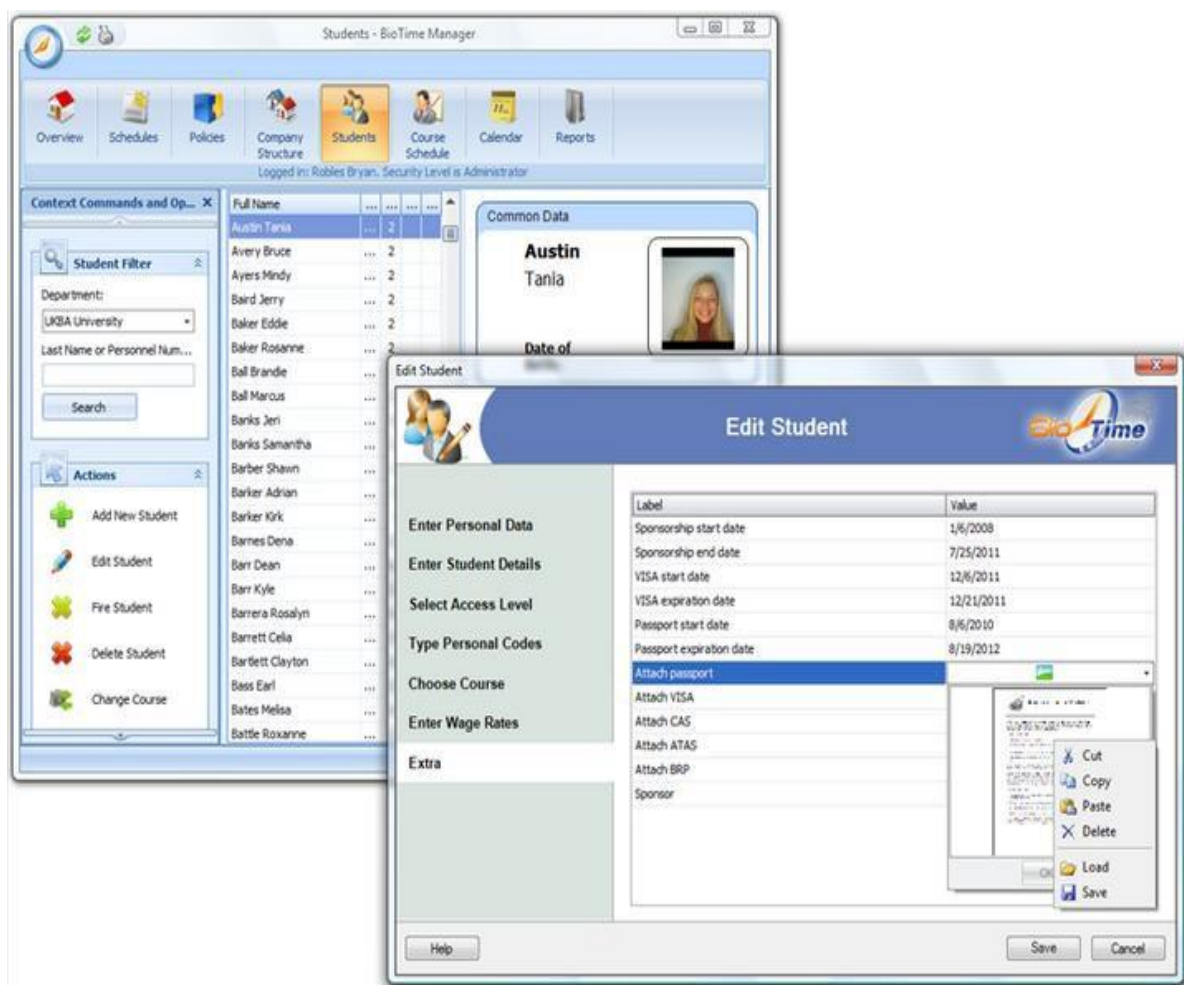 Students - BioTime Manager
Overview
Schedules
Policies
Company
Structure
Students
Course
Schedule
Calendar
Reports
Logged in: Robles Bryan. Security Level is Administrator
Context Commands and Op...
Student Filter
Department:
UKBA University
Last Name or Personnel Num...
Search
Actions
Add New Student
Edit Student
Fire Student
Delete Student
Change Course
Full Name ... ... ... ...
Austin Tania ... 2
Avery Bruce ... 2
Ayers Mindy ... 2
Baird Jerry ... 2
Baker Eddie ... 2
Baker Rosanne ... 2
Ball Brandie ...
Ball Marcus ...
Banks Jeri ...
Banks Samantha ...
Barber Shawn ...
Barker Adrian ...
Barker Kirk ...
Barnes Dena ...
Barr Dean ...
Barr Kyle ...
Barrera Rosalyn ...
Barrett Celia ...
Bartlett Clayton ...
Bass Earl ...
Bates Melisa ...
Battle Roxanne ...
Common Data
Austin
Tania
Date of
Edit Student
Edit Student
Bio Time
Enter Personal Data
Enter Student Details
Select Access Level
Type Personal Codes
Choose Course
Enter Wage Rates
Extra
Label Value
Sponsorship start date 1/6/2008
Sponsorship end date 7/25/2011
VISA start date 12/6/2011
VISA expiration date 12/21/2011
Passport start date 8/6/2010
Passport expiration date 8/19/2012
Attach passport
Attach VISA
Attach CAS
Attach ATAS
Attach BRP
Sponsor
Cut
Copy
Paste
Delete
Load
Save
Help
Save
Cancel